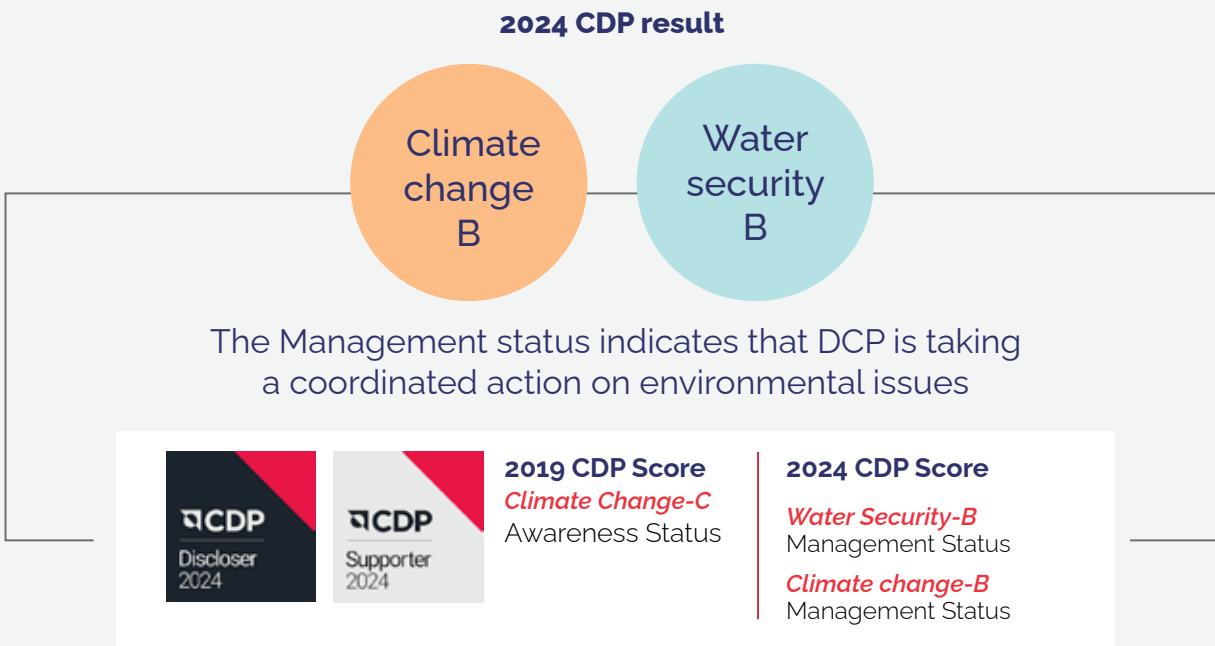 2024 CDP result
Climate
change
B
Water
security
B
The Management status indicates that DCP is taking
a coordinated action on environmental issues
CDP
Discloser
2024
CDP
Supporter
2024
2019 CDP Score
Climate Change-C
Awareness Status
2024 CDP Score
Water Security-B
Management Status
Climate change-B
Management Status